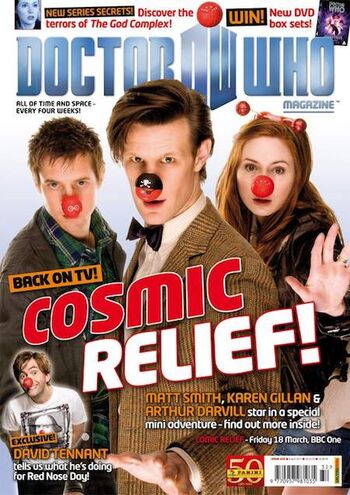 NEW SERIES SECRETS! Discover the
terrors of The God Complex!
WIN! New DVD
box sets!
DOCTOR WHO
MAGAZINE
ALL OF TIME AND SPACE -
EVERY FOUR WEEKS!
BACK ON TV!
COSMIC
RELIEF!
MATT SMITH, KAREN GILLAN &
ARTHUR DARVILL star in a special
mini adventure - find out more inside!
COMIC RELIEF - Friday 18 March, BBC One
EXCLUSIVE!
DAVID TENNANT
tells us what he's doing
for Red Nose Day!
50
PANINI
9 770957 981035